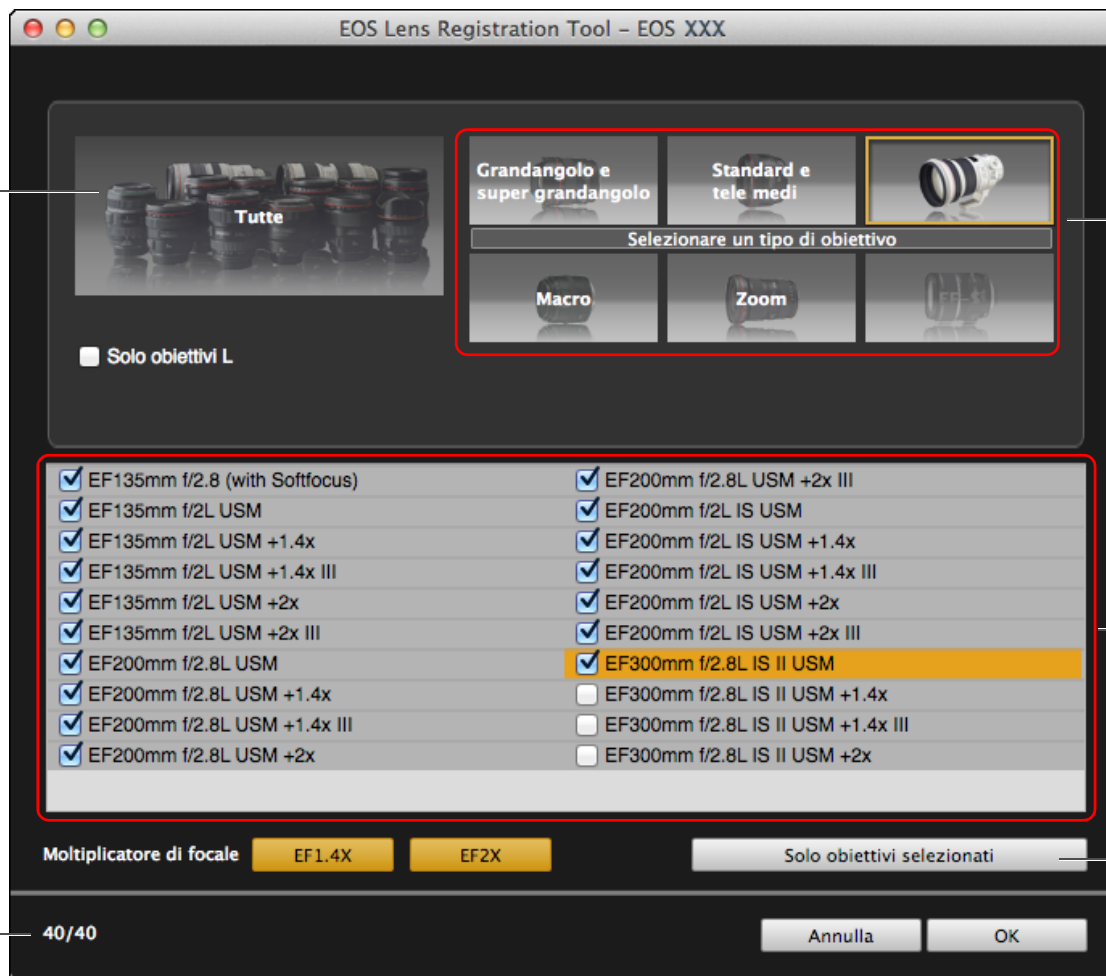 EOS Lens Registration Tool – EOS XXX
Tutte
Grandangolo e
super grandangolo
Standard e
tele medi
Selezionare un tipo di obiettivo
Macro
Zoom
EF-S
Solo obiettivi L
EF135mm f/2.8 (with Softfocus)
EF135mm f/2L USM
EF135mm f/2L USM +1.4x
EF135mm f/2L USM +1.4x III
EF135mm f/2L USM +2x
EF135mm f/2L USM +2x III
EF200mm f/2.8L USM
EF200mm f/2.8L USM +1.4x
EF200mm f/2.8L USM +1.4x III
EF200mm f/2.8L USM +2x
EF200mm f/2.8L USM +2x III
EF200mm f/2L IS USM
EF200mm f/2L IS USM +1.4x
EF200mm f/2L IS USM +1.4x III
EF200mm f/2L IS USM +2x
EF200mm f/2L IS USM +2x III
EF300mm f/2.8L IS II USM
EF300mm f/2.8L IS II USM +1.4x
EF300mm f/2.8L IS II USM +1.4x III
EF300mm f/2.8L IS II USM +2x
Moltiplicatore di focale
EF1.4X
EF2X
Solo obiettivi selezionati
40/40
Annulla
OK